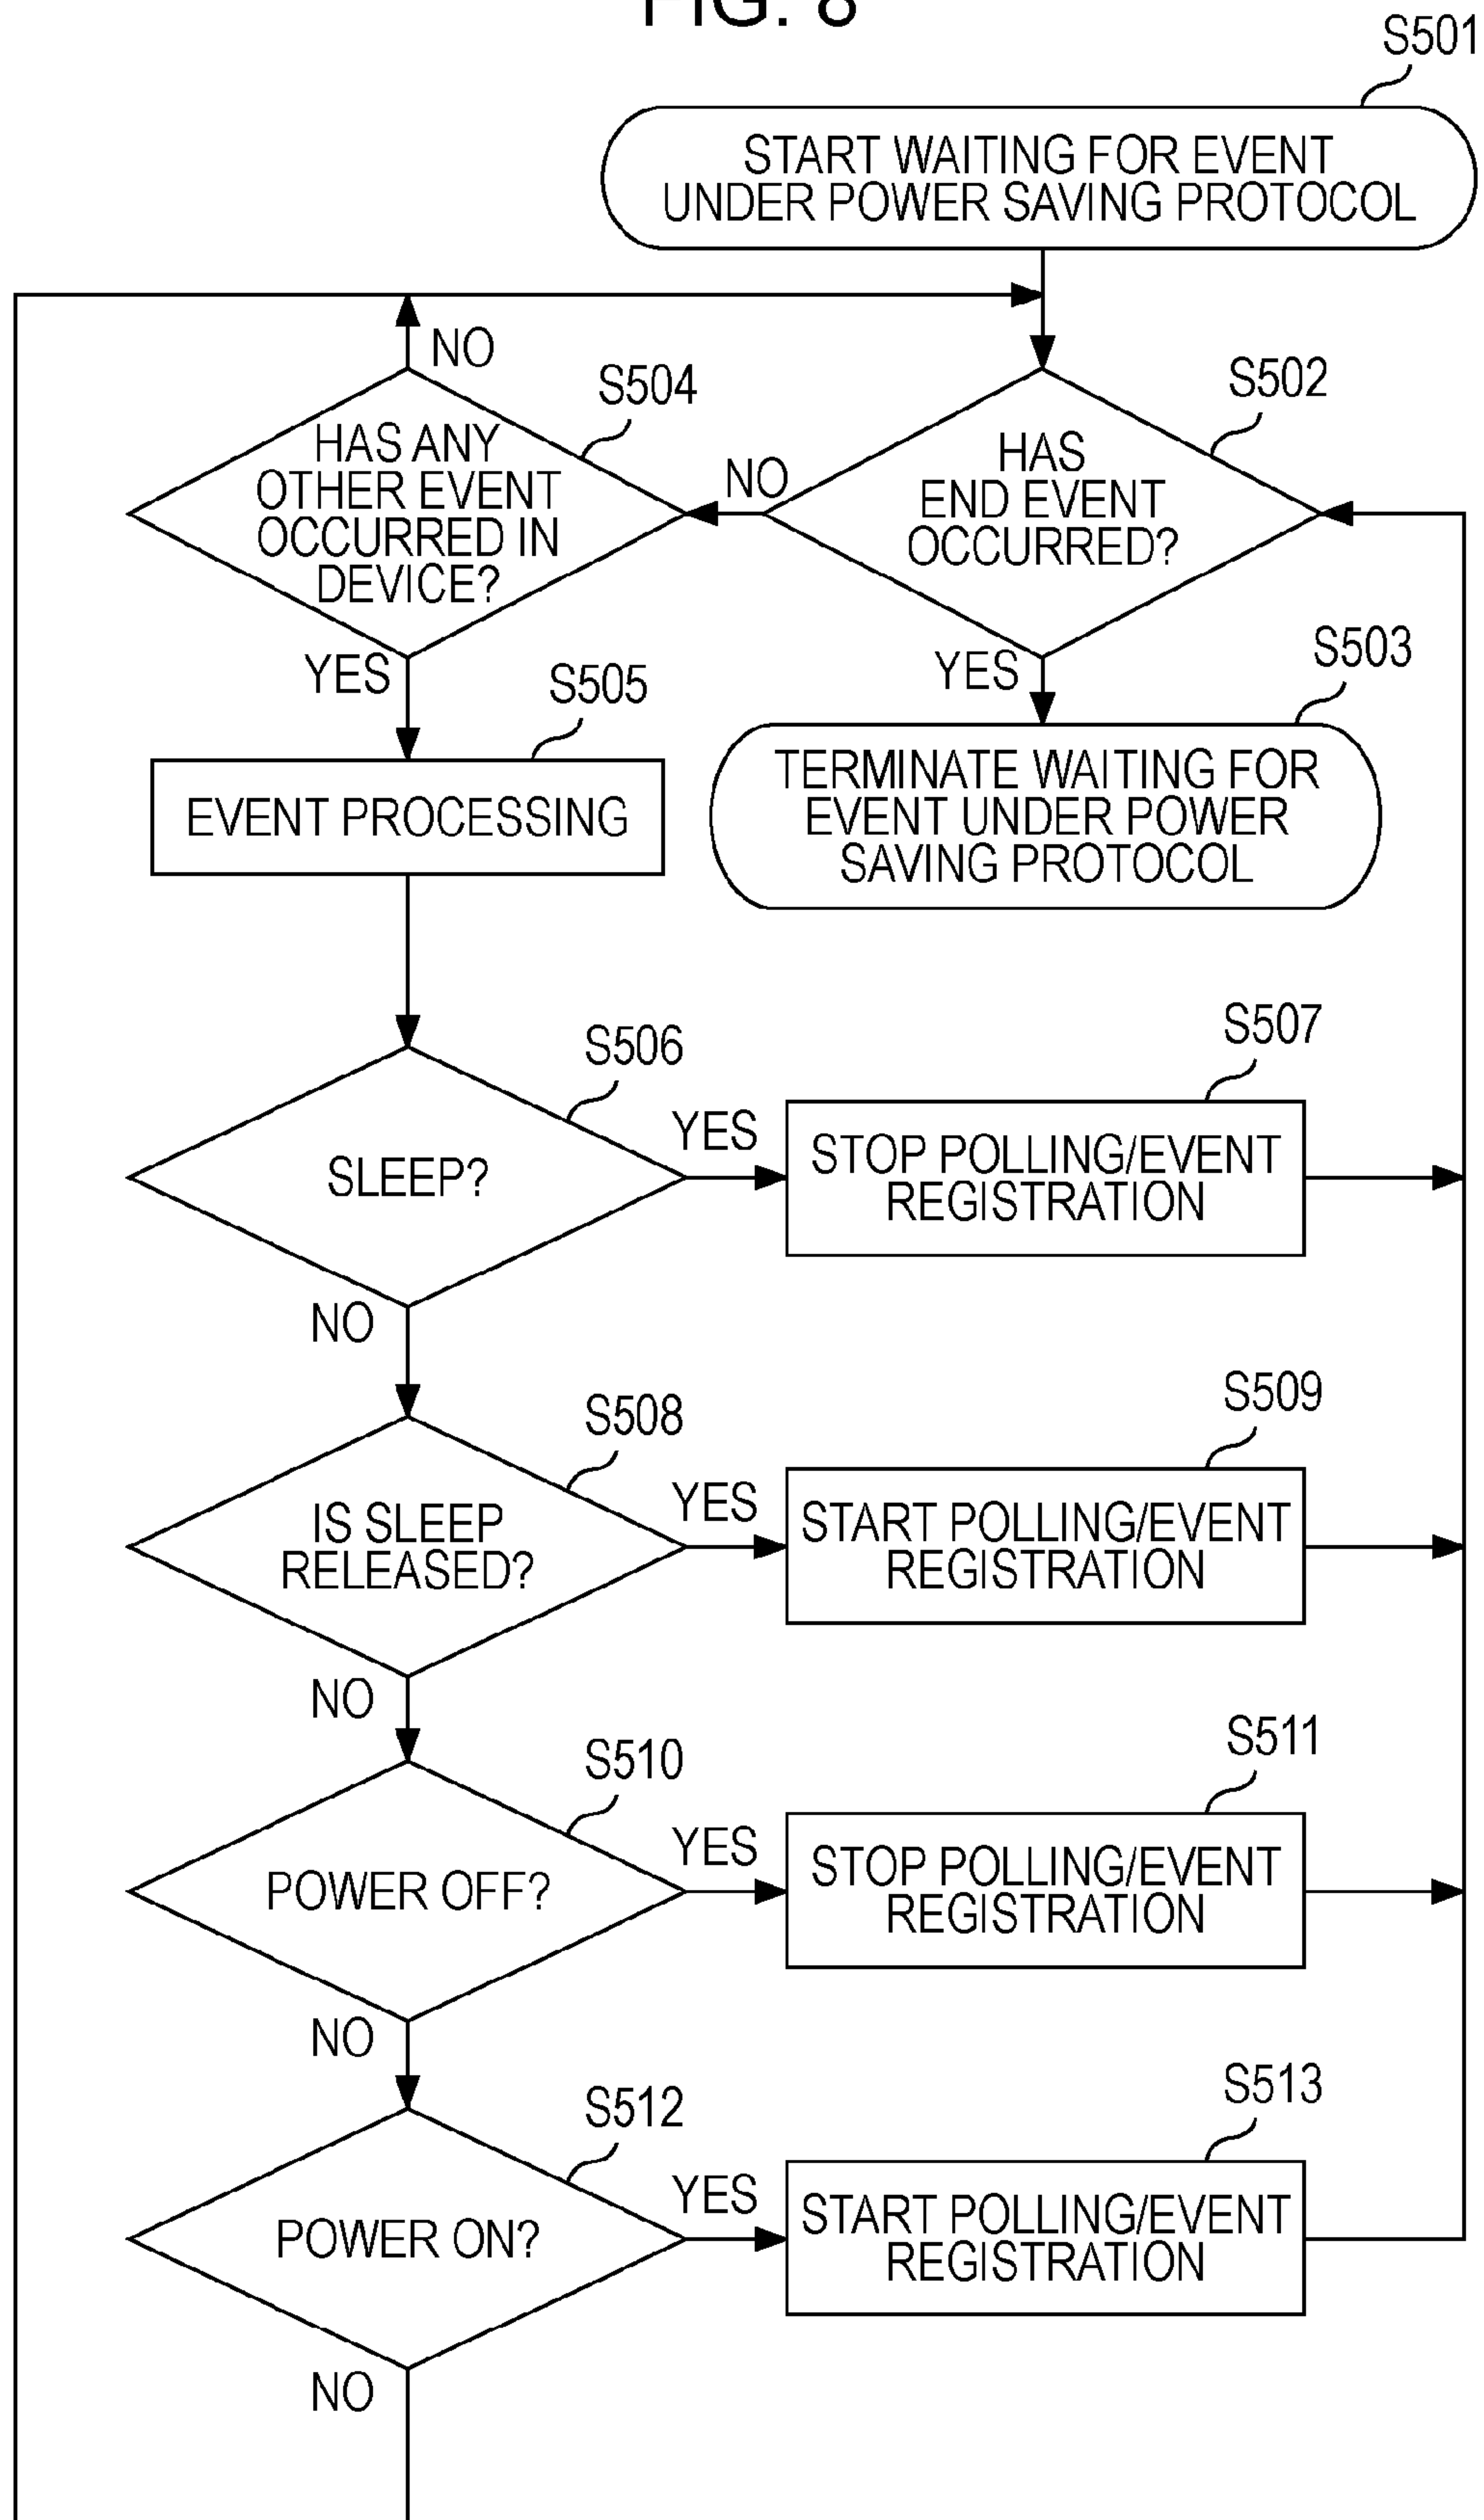 FIG. 8
S501
START WAITING FOR EVENT
UNDER POWER SAVING PROTOCOL
NO
S504
HAS ANY
OTHER EVENT
OCCURRED IN
DEVICE?
NO
S502
HAS
END EVENT
OCCURRED?
YES
S505
YES
S503
EVENT PROCESSING
TERMINATE WAITING FOR
EVENT UNDER POWER
SAVING PROTOCOL
S506
SLEEP?
YES
S507
STOP POLLING/EVENT
REGISTRATION
NO
S508
IS SLEEP
RELEASED?
YES
S509
START POLLING/EVENT
REGISTRATION
NO
S510
POWER OFF?
YES
S511
STOP POLLING/EVENT
REGISTRATION
NO
S512
POWER ON?
YES
S513
START POLLING/EVENT
REGISTRATION
NO